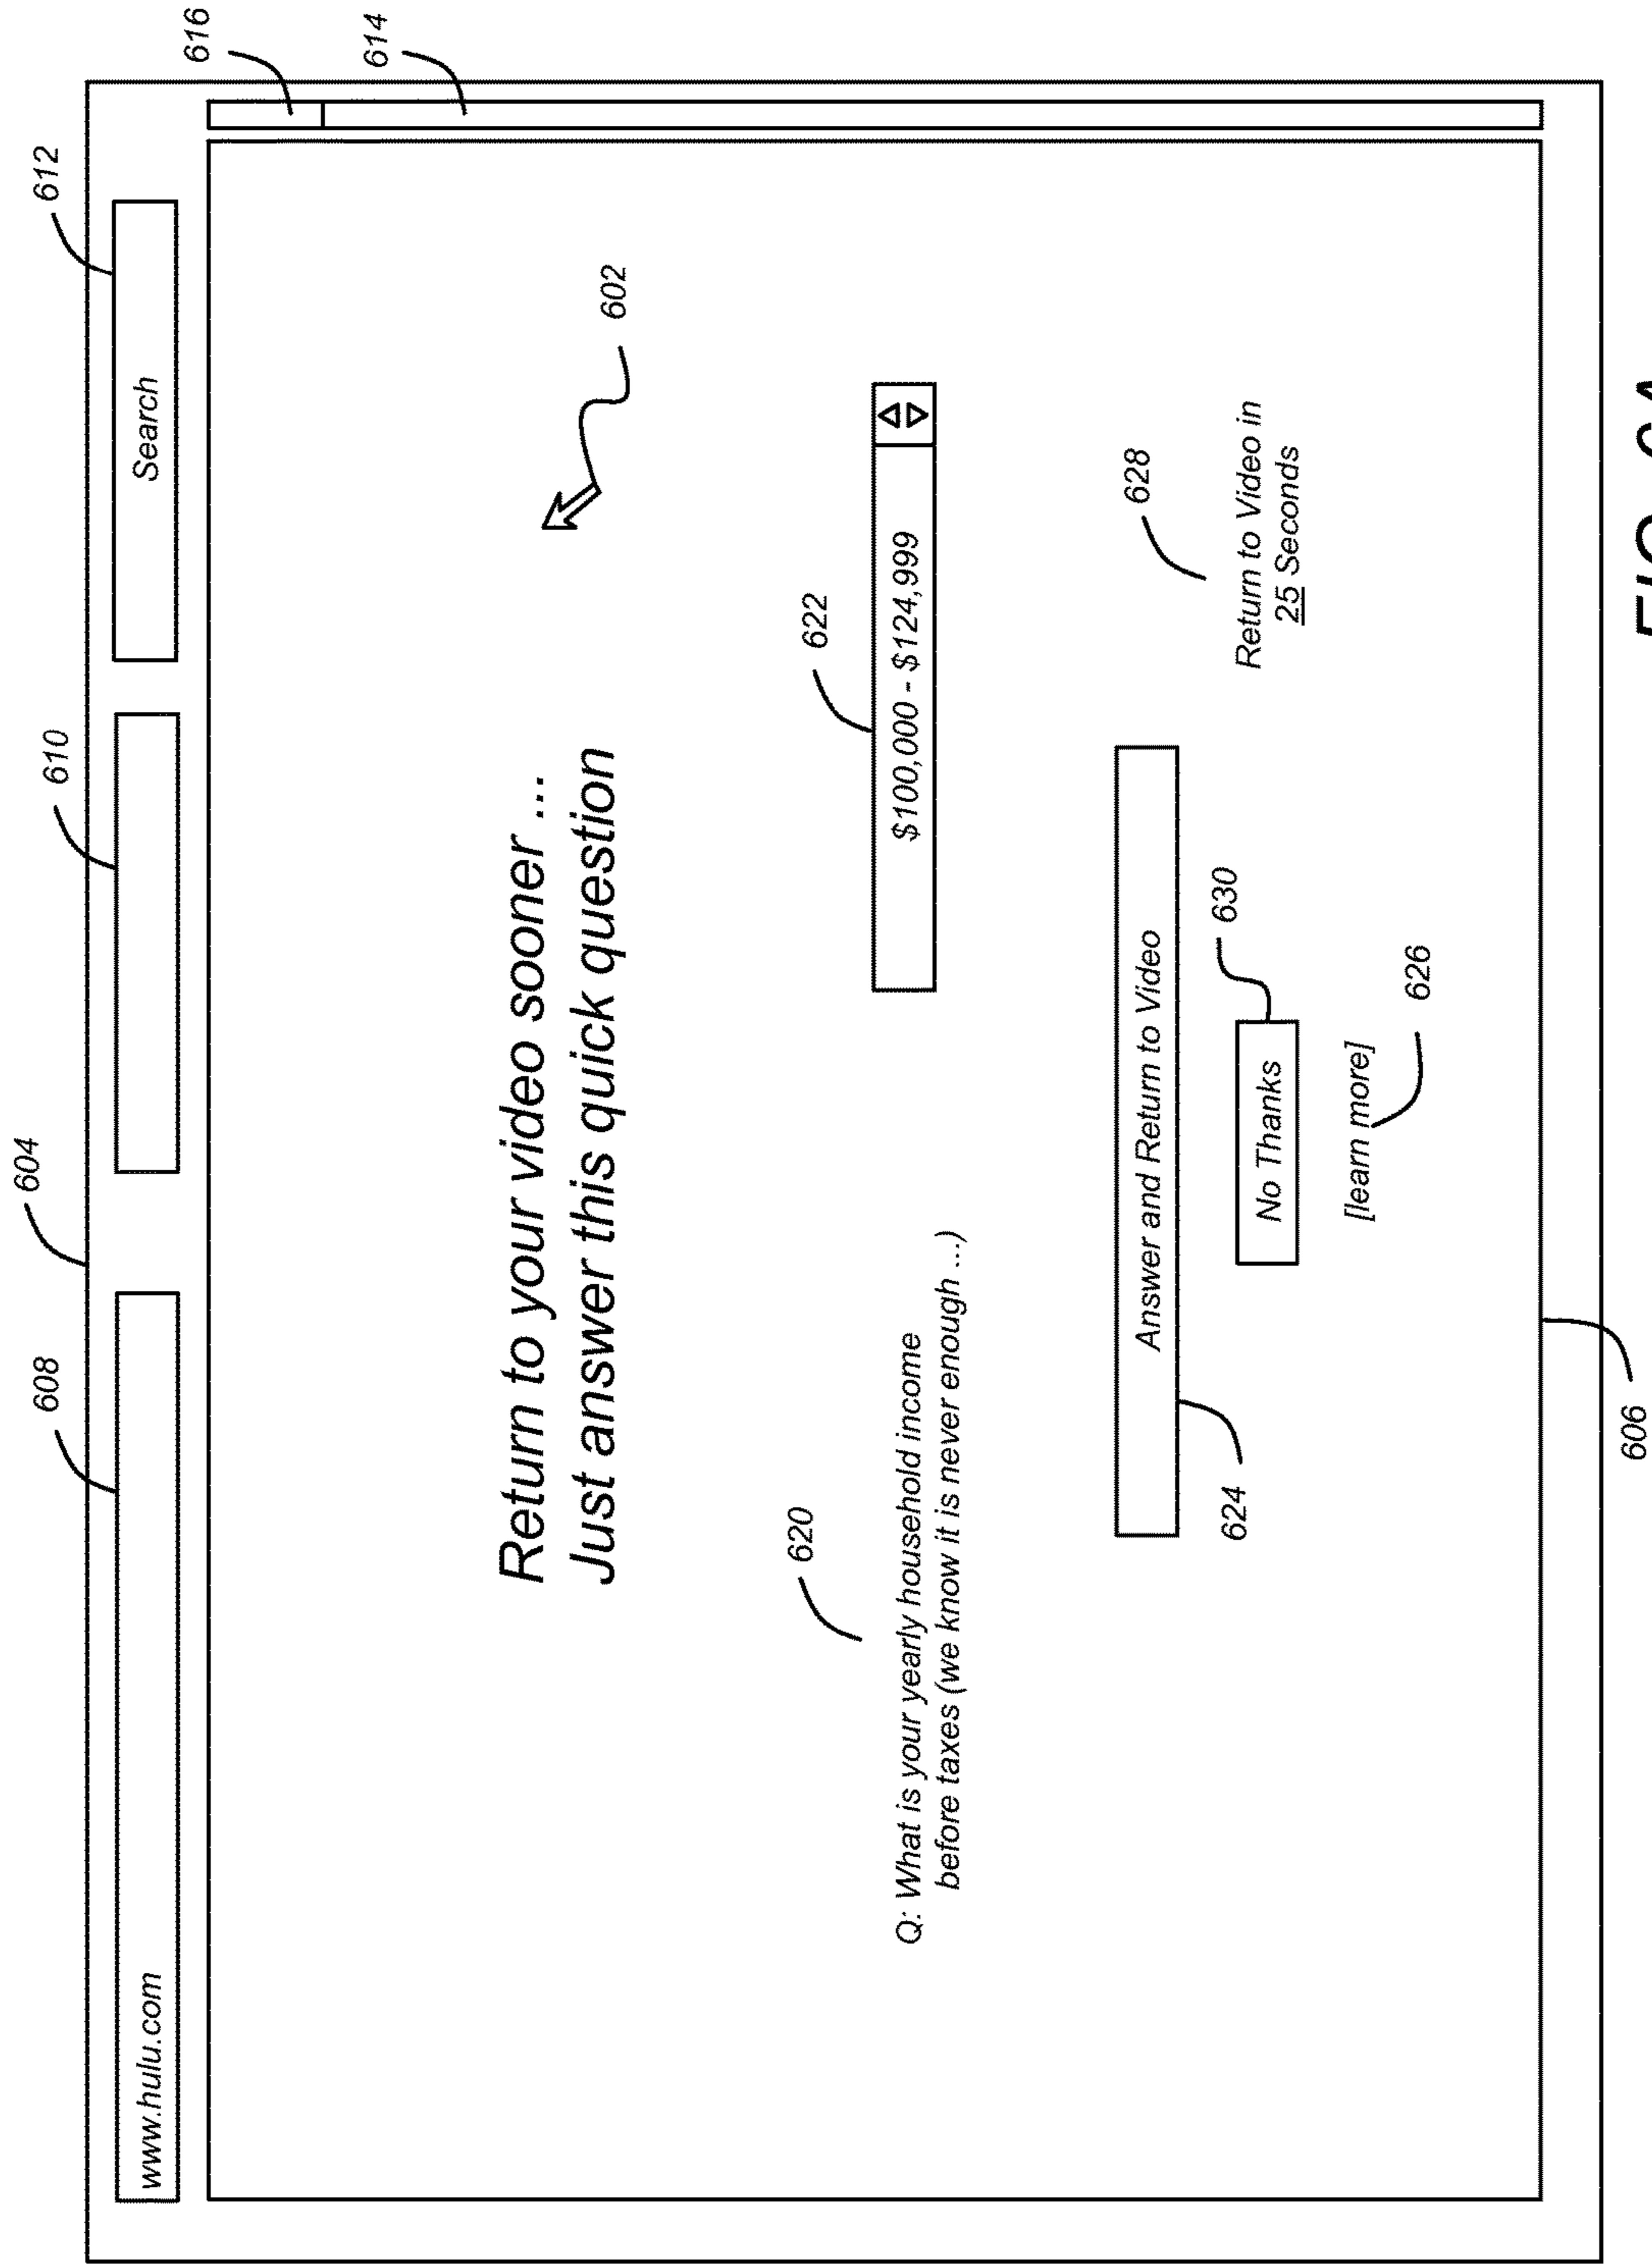 604
608
610
612
616
614
www.hulu.com
Search
Return to your video sooner ...
Just answer this quick question
602
620
622
Q: What is your yearly household income
before taxes (we know it is never enough ...)
$100,000 - $124,999
628
Answer and Return to Video
624
630
Return to Video in
25 Seconds
No Thanks
[learn more]
626
606